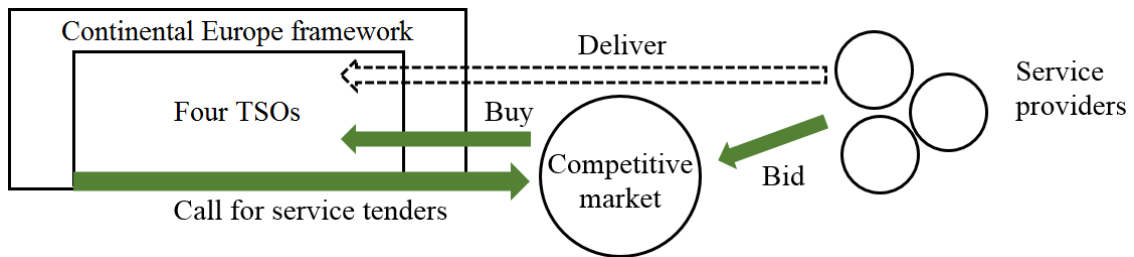 Continental Europe framework
Deliver
Four TSOs
Buy
Service
providers
Competitive
market
Bid
Call for service tenders